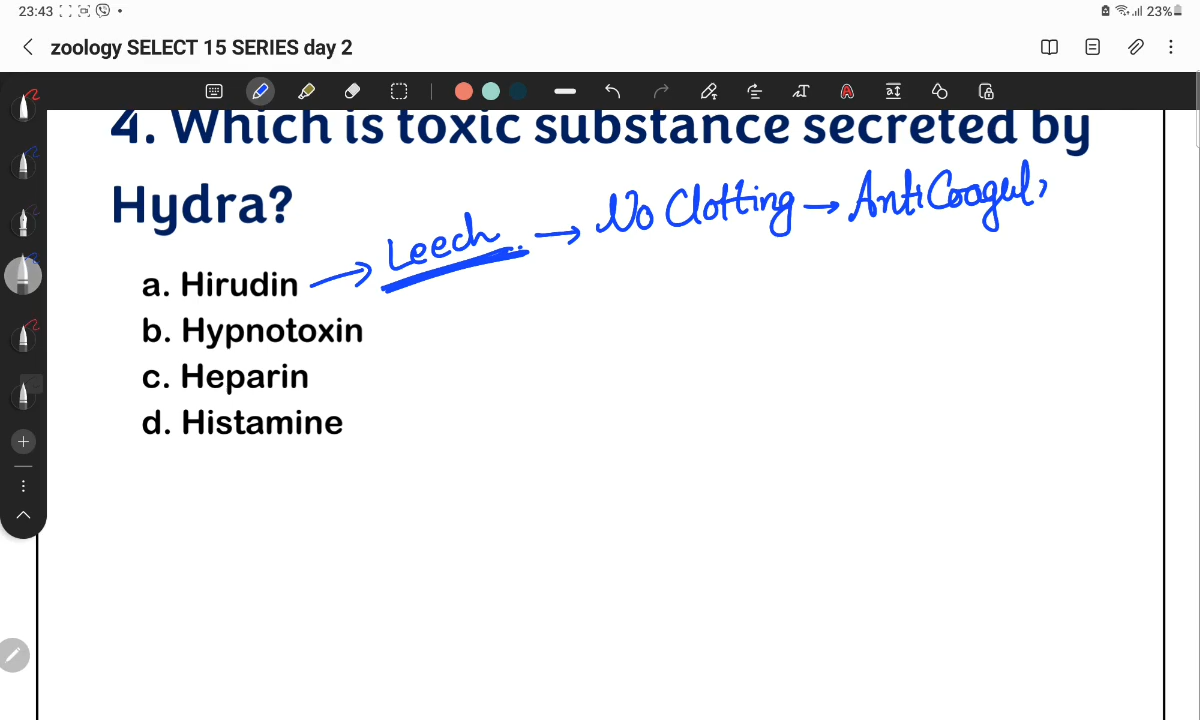 23:43
23%
zoology SELECT 15 SERIES day 2
4. Which is toxic substance secreted by
Hydra?
Leech → No Clotting → AntiCoagul,
a. Hirudin →
b. Hypnotoxin
c. Heparin
d. Histamine